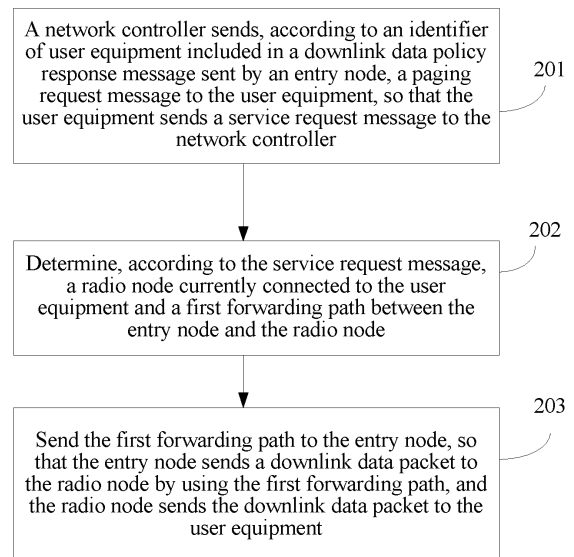 A network controller sends, according to an identifier
of user equipment included in a downlink data policy
response message sent by an entry node, a paging
request message to the user equipment, so that the
user equipment sends a service request message to the
network controller
201
202
Determine, according to the service request message,
a radio node currently connected to the user
equipment and a first forwarding path between the
entry node and the radio node
203
Send the first forwarding path to the entry node, so
that the entry node sends a downlink data packet to
the radio node by using the first forwarding path, and
the radio node sends the downlink data packet to the
user equipment